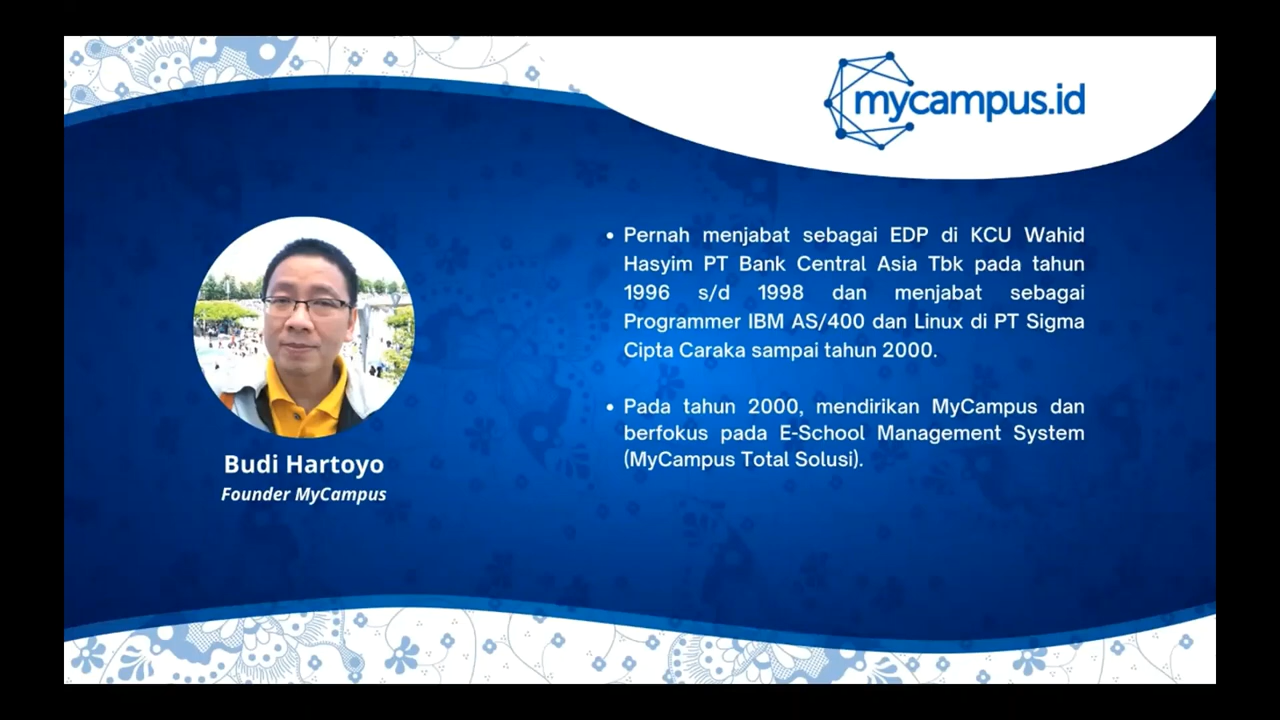 mycampus.id
Pernah menjabat sebagai EDP di KCU Wahid
Hasyim PT Bank Central Asia Tbk pada tahun
1996 s/d 1998 dan menjabat sebagai
Programmer IBM AS/400 dan Linux di PT Sigma
Cipta Caraka sampai tahun 2000.
Pada tahun 2000, mendirikan MyCampus dan
berfokus pada E-School Management System
(MyCampus Total Solusi).
Budi Hartoyo
Founder MyCampus